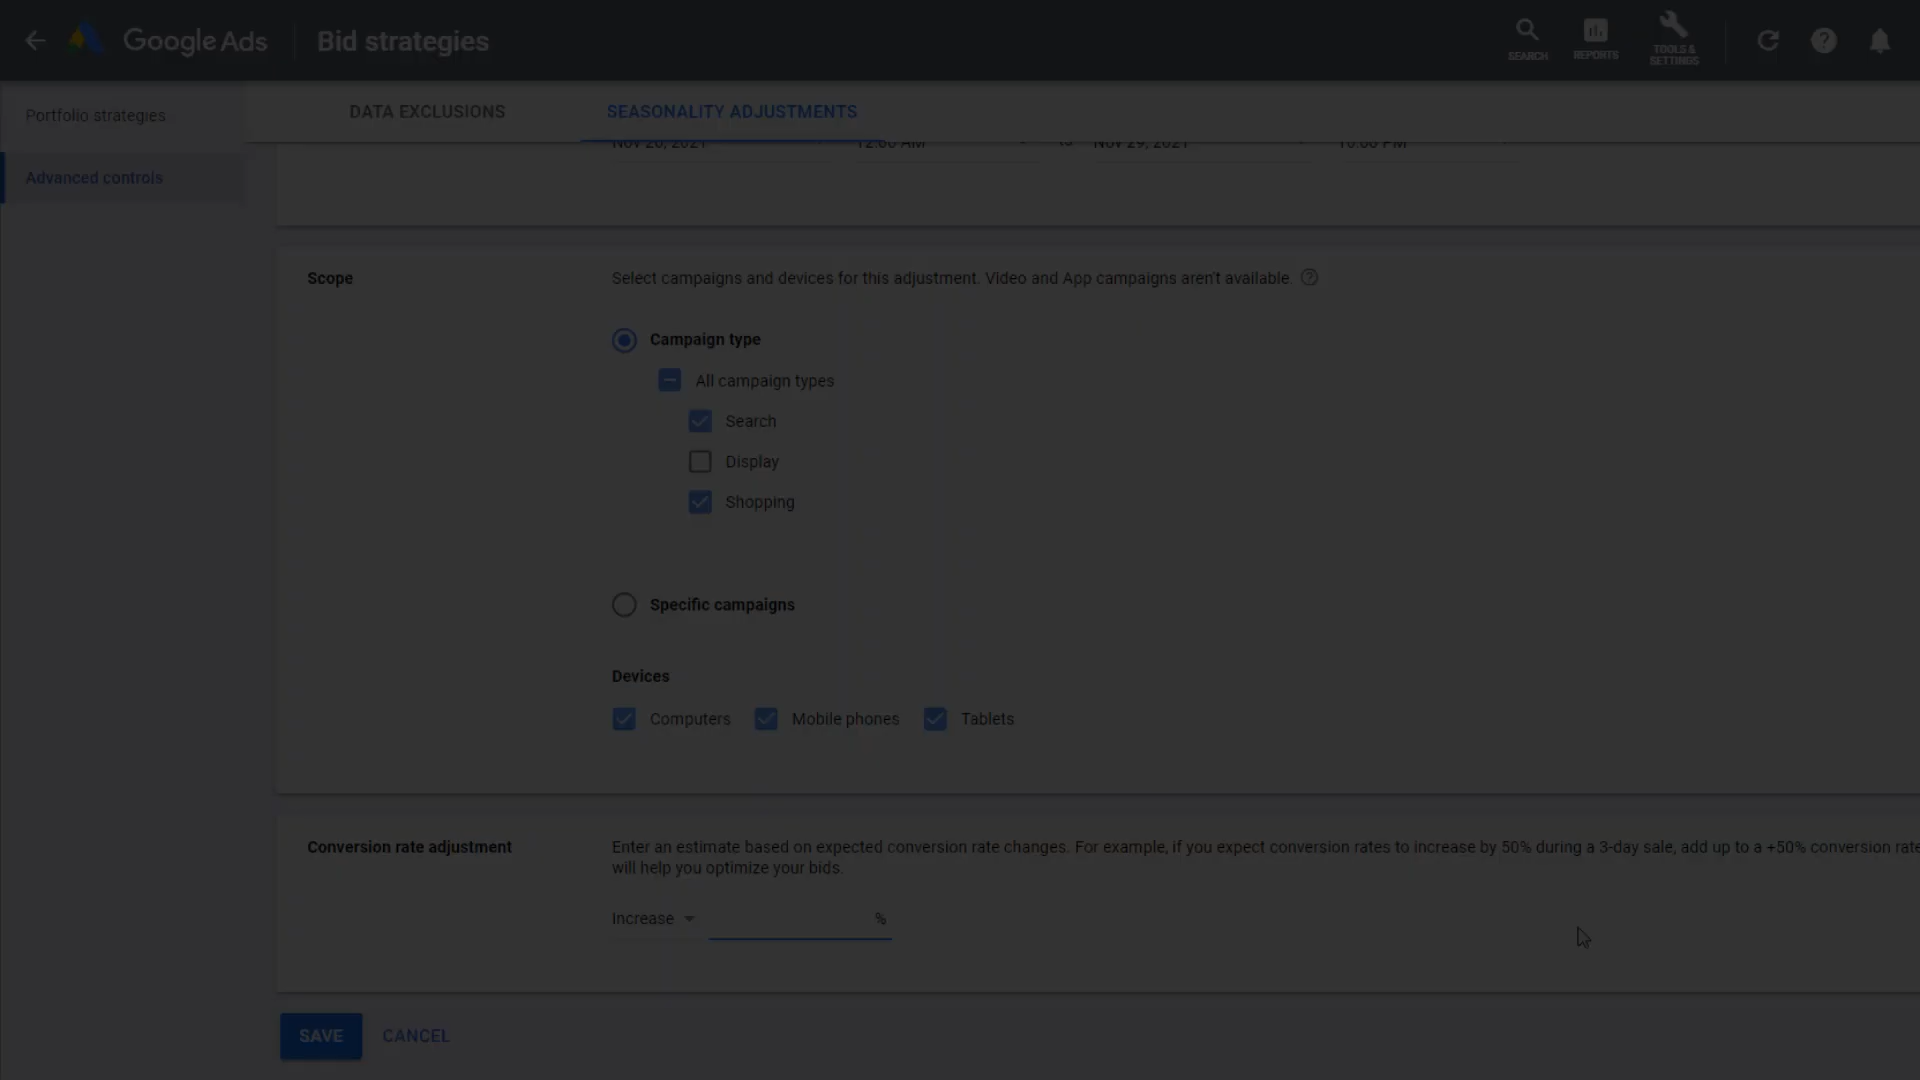 Google Ads
Bid strategies
SEARCH
REPORTS
TOOLS &
SETTINGS
Portfolio strategies
DATA EXCLUSIONS
SEASONALITY ADJUSTMENTS
Nov 26, 2021 12:00 AM to Nov 29, 2021 10:00 PM
Advanced controls
Scope
Select campaigns and devices for this adjustment. Video and App campaigns aren't available.
Campaign type
All campaign types
Search
Display
Shopping
Specific campaigns
Devices
Computers Mobile phones Tablets
Conversion rate adjustment
Enter an estimate based on expected conversion rate changes. For example, if you expect conversion rates to increase by 50% during a 3-day sale, add up to a +50% conversion rate
will help you optimize your bids.
Increase %
SAVE CANCEL